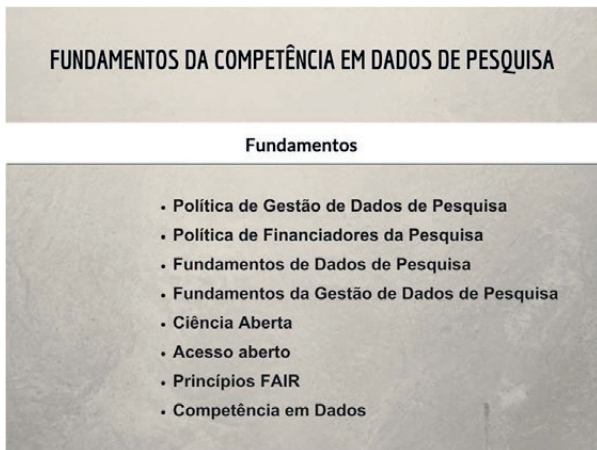 FUNDAMENTOS DA COMPETÊNCIA EM DADOS DE PESQUISA
Fundamentos
• Política de Gestão de Dados de Pesquisa
• Política de Financiadores da Pesquisa
• Fundamentos de Dados de Pesquisa
• Fundamentos da Gestão de Dados de Pesquisa
• Ciência Aberta
• Acesso aberto
• Princípios FAIR
• Competência em Dados